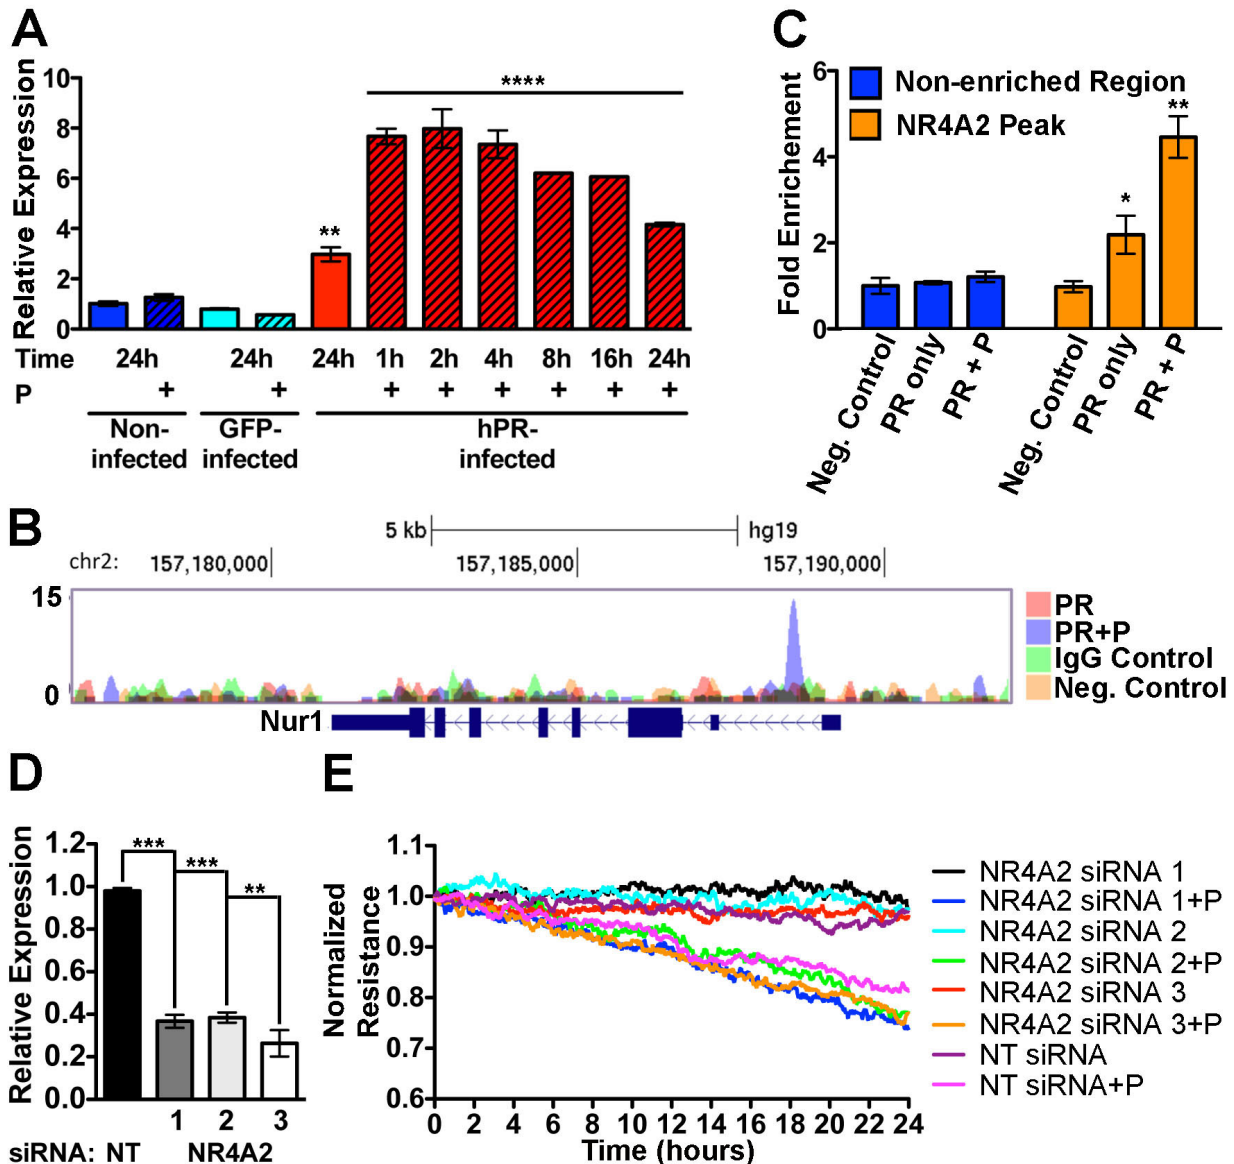 A
Relative Expression
10
8
6
4
2
0
**
****
Time 24h 24h 24h 1h 2h 4h 8h 16h 24h
P + + + + + + + +
Non-infected
GFP-infected
hPR-infected
C
Fold Enrichement
6
4
2
0
Non-enriched Region
NR4A2 Peak
*
**
Neg. Control
PR only
PR + P
Neg. Control
PR only
PR + P
B
5 kb hg19
chr2: 157,180,000 157,185,000 157,190,000
15
0
PR
PR+P
IgG Control
Neg. Control
Nur1
D
Relative Expression
1.2
1.0
0.8
0.6
0.4
0.2
0.0
***
***
**
1 2 3
siRNA: NT NR4A2
E
Normalized
Resistance
1.1
1.0
0.9
0.8
0.7
0.6
0 2 4 6 8 10 12 14 16 18 20 22 24
Time (hours)
NR4A2 siRNA 1
NR4A2 siRNA 1+P
NR4A2 siRNA 2
NR4A2 siRNA 2+P
NR4A2 siRNA 3
NR4A2 siRNA 3+P
NT siRNA
NT siRNA+P